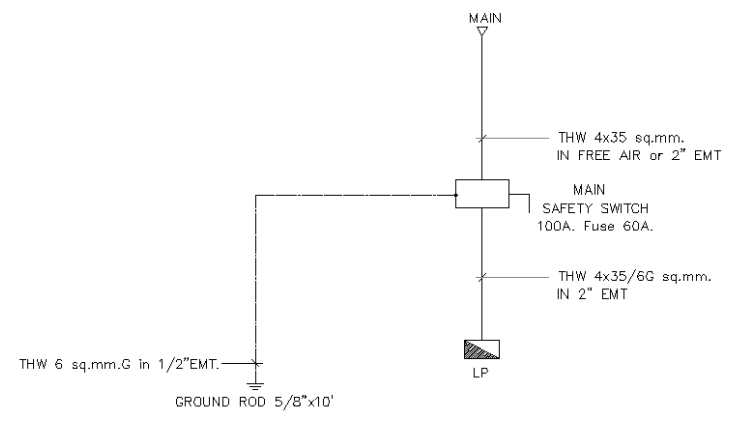 MAIN
THW 4x35 sq.mm.
IN FREE AIR or 2" EMT
MAIN
SAFETY SWITCH
100A. Fuse 60A.
THW 4x35/6G sq.mm.
IN 2" EMT
THW 6 sq.mm.G in 1/2"EMT.
LP
GROUND ROD 5/8"x10'